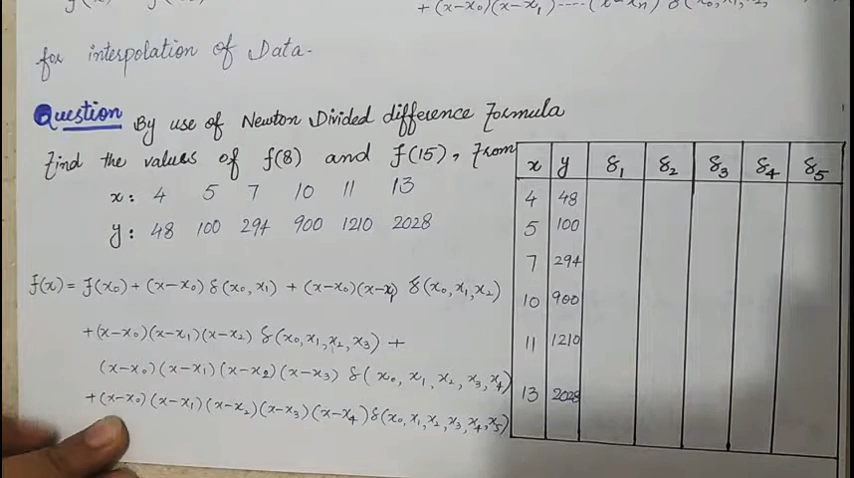 + (x-x₀)(x-x₁)----(x-xₙ) δ(x₀,x₁,x₂,
for interpolation of Data-
Question By use of Newton Divided difference Formula
Find the values of f(8) and f(15), From
x: 4 5 7 10 11 13
y: 48 100 294 900 1210 2028
f(x) = f(x₀) + (x-x₀) δ(x₀,x₁) + (x-x₀)(x-x₁) δ(x₀,x₁,x₂)
+(x-x₀)(x-x₁)(x-x₂) δ(x₀,x₁,x₂,x₃) +
(x-x₀)(x-x₁)(x-x₂)(x-x₃) δ(x₀,x₁,x₂,x₃,x₄)
+(x-x₀)(x-x₁)(x-x₂)(x-x₃)(x-x₄)δ(x₀,x₁,x₂,x₃,x₄,x₅)
x y δ₁ δ₂ δ₃ δ₄ δ₅
4 48
5 100
7 294
10 900
11 1210
13 2028